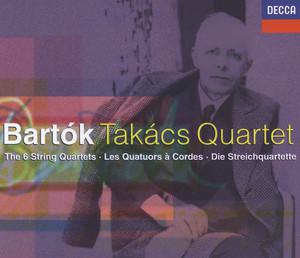 DECCA
Bartók Takács Quartet
The 6 String Quartets · Les Quatuors à Cordes · Die Streichquartette